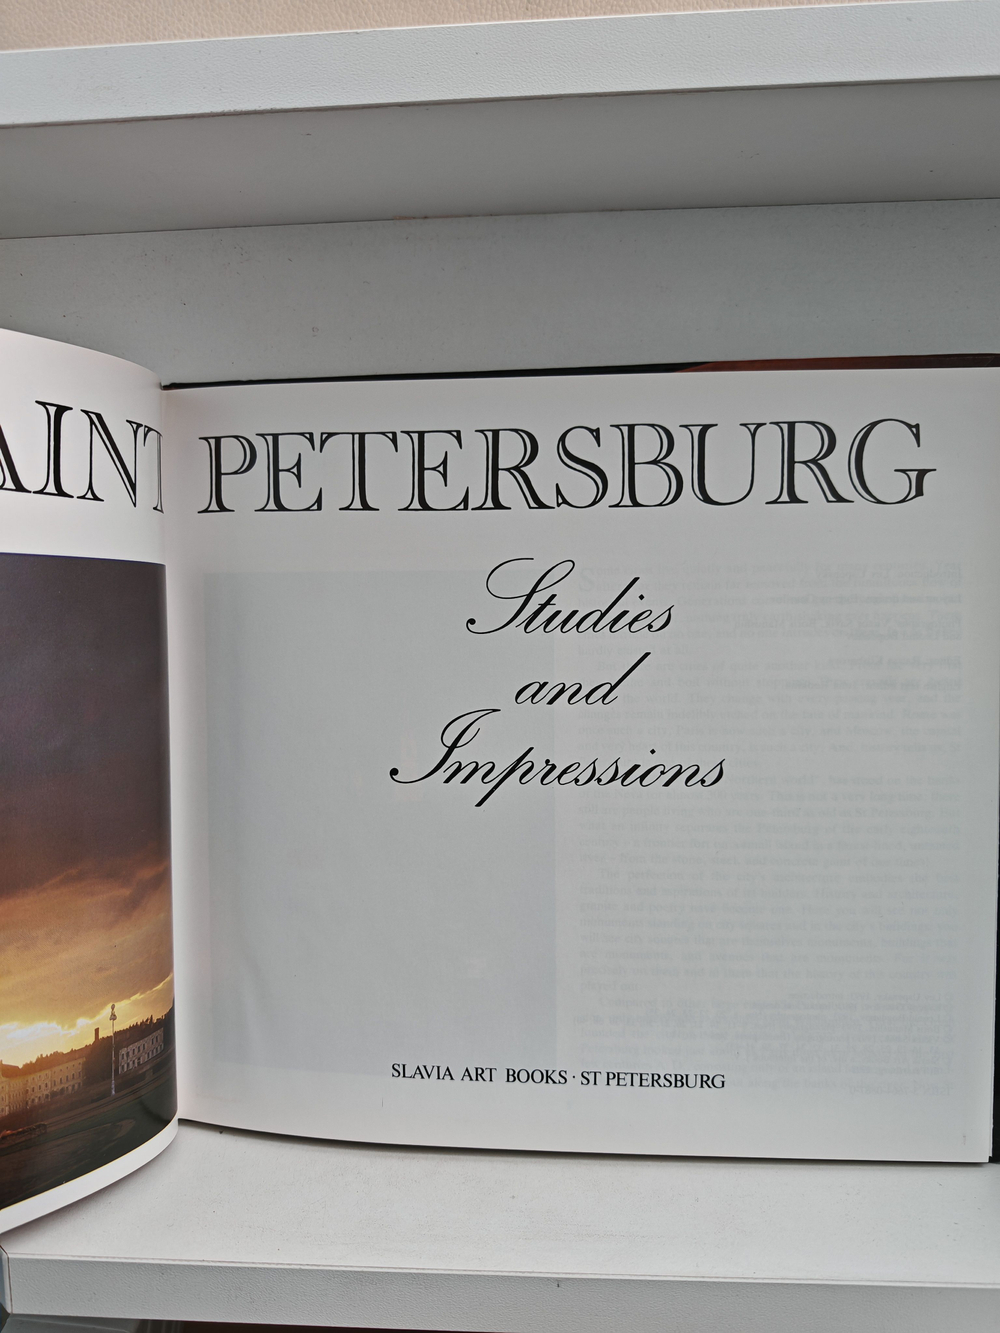 AINT PETERSBURG
Studies
and
Impressions
SLAVIA ART BOOKS · ST PETERSBURG